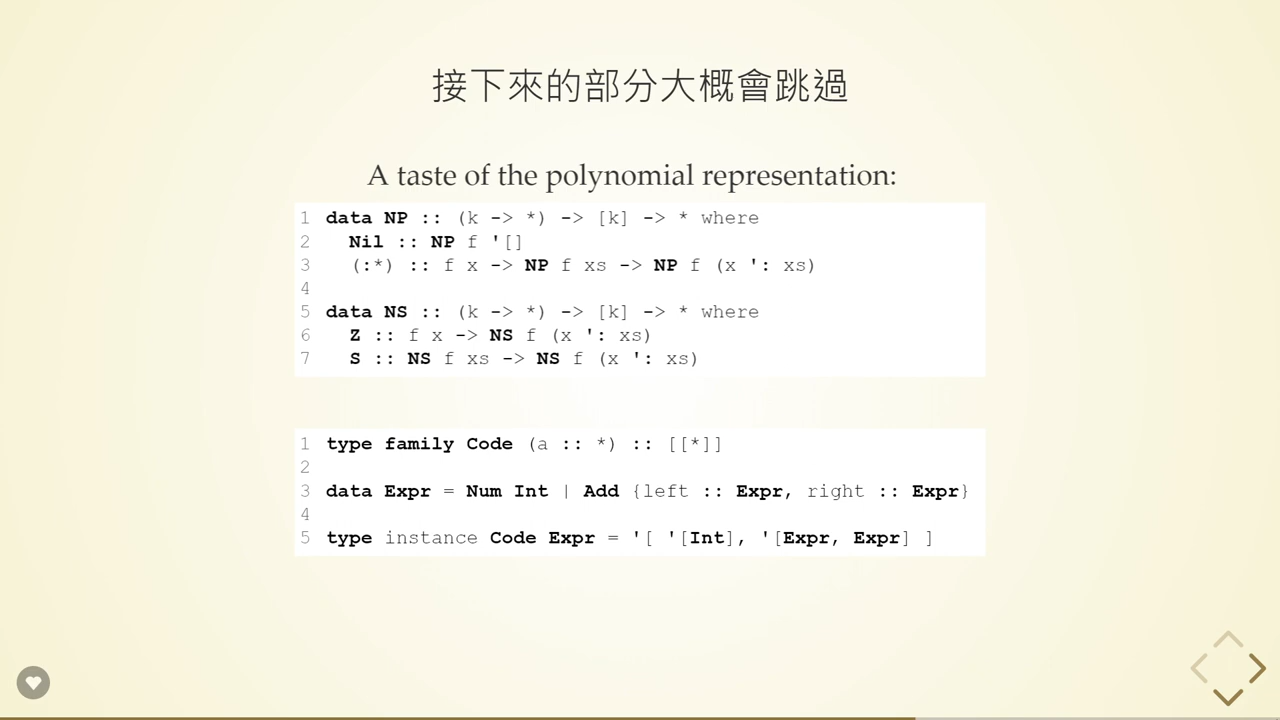 接下來的部分大概會跳過
A taste of the polynomial representation:
1 data NP :: (k -> *) -> [k] -> * where
2   Nil :: NP f '[]
3   (:*) :: f x -> NP f xs -> NP f (x ': xs)
4
5 data NS :: (k -> *) -> [k] -> * where
6   Z :: f x -> NS f (x ': xs)
7   S :: NS f xs -> NS f (x ': xs)
1 type family Code (a :: *) :: [[*]]
2
3 data Expr = Num Int | Add {left :: Expr, right :: Expr}
4
5 type instance Code Expr = '[ '[Int], '[Expr, Expr] ]